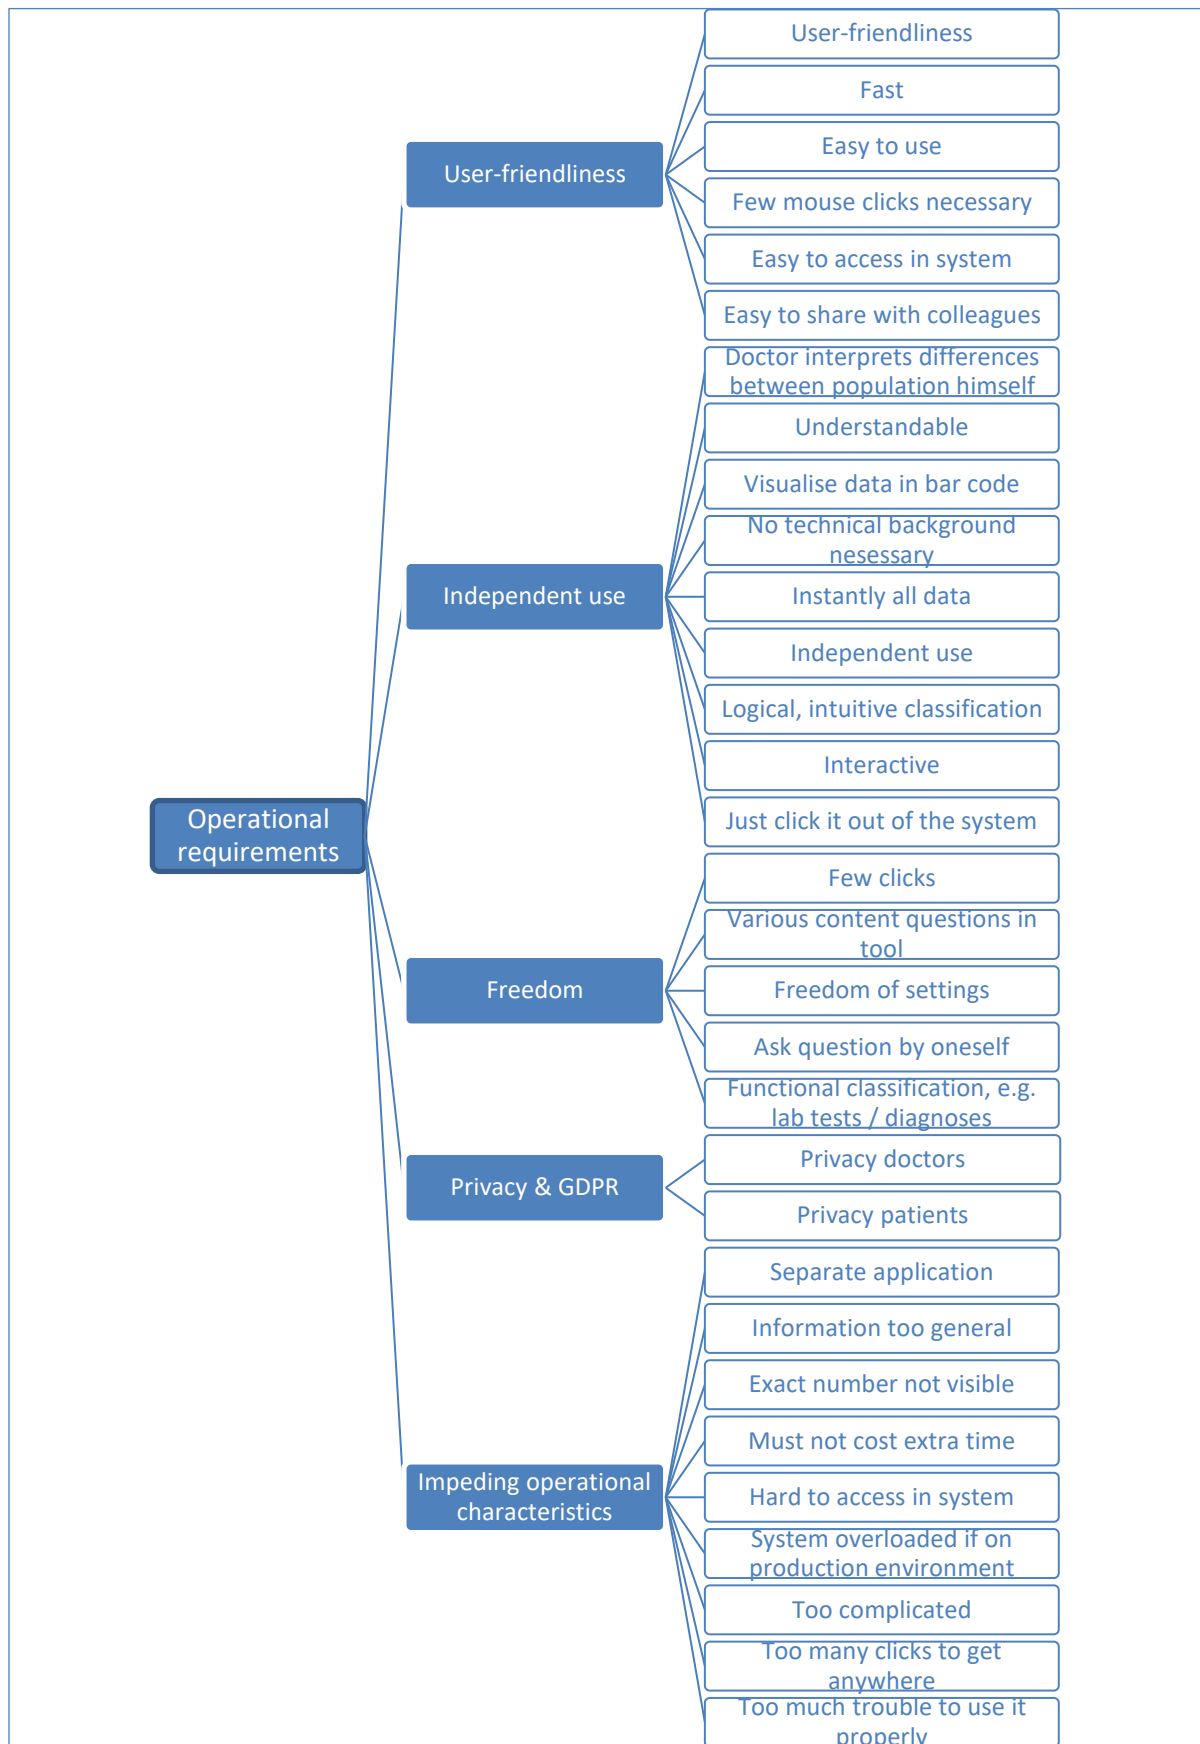 User-friendliness
Fast
Easy to use
User-friendliness
Few mouse clicks necessary
Easy to access in system
Easy to share with colleagues
Doctor interprets differences
between population himself
Understandable
Visualise data in bar code
No technical background
nesessary
Independent use
Instantly all data
Independent use
Logical, intuitive classification
Interactive
Just click it out of the system
Operational
requirements
Few clicks
Various content questions in
tool
Freedom
Freedom of settings
Ask question by oneself
Functional classification, e.g.
lab tests / diagnoses
Privacy & GDPR
Privacy doctors
Privacy patients
Separate application
Information too general
Exact number not visible
Must not cost extra time
Impeding operational
characteristics
Hard to access in system
System overloaded if on
production environment
Too complicated
Too many clicks to get
anywhere
Too much trouble to use it
properly